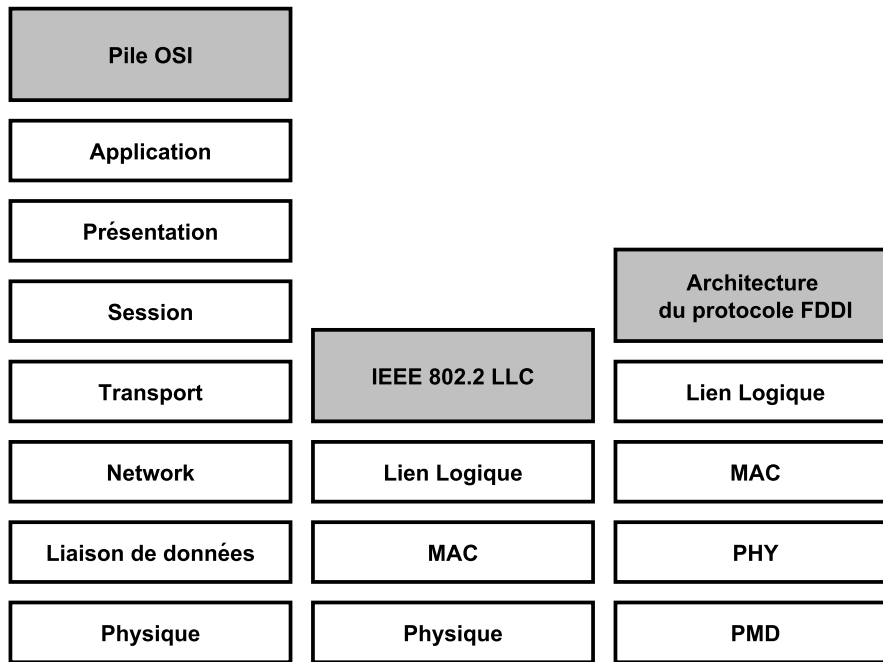 Pile OSI
Application
Présentation
Session
Transport
Network
Liaison de données
Physique
IEEE 802.2 LLC
Lien Logique
MAC
Physique
Architecture
du protocole FDDI
Lien Logique
MAC
PHY
PMD